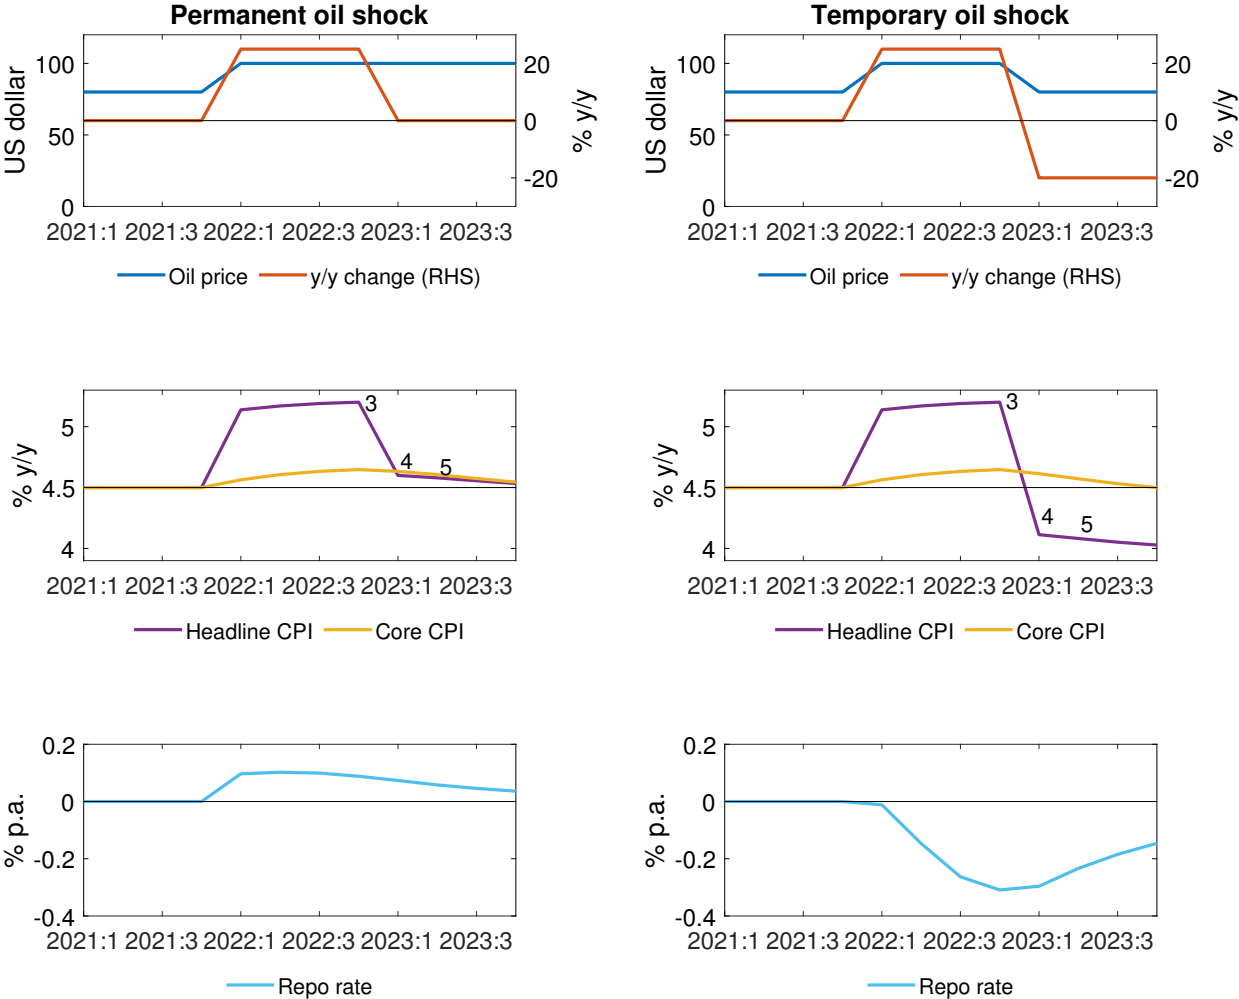 Permanent oil shock
Temporary oil shock
US dollar
100
50
0
20
0
-20
% y/y
2021:1 2021:3 2022:1 2022:3 2023:1 2023:3
Oil price y/y change (RHS)
US dollar
100
50
0
20
0
-20
% y/y
2021:1 2021:3 2022:1 2022:3 2023:1 2023:3
Oil price y/y change (RHS)
% y/y
5
4.5
4
3
4
5
2021:1 2021:3 2022:1 2022:3 2023:1 2023:3
Headline CPI Core CPI
% y/y
5
4.5
4
3
4
5
2021:1 2021:3 2022:1 2022:3 2023:1 2023:3
Headline CPI Core CPI
% p.a.
0.2
0
-0.2
-0.4
2021:1 2021:3 2022:1 2022:3 2023:1 2023:3
Repo rate
% p.a.
0.2
0
-0.2
-0.4
2021:1 2021:3 2022:1 2022:3 2023:1 2023:3
Repo rate